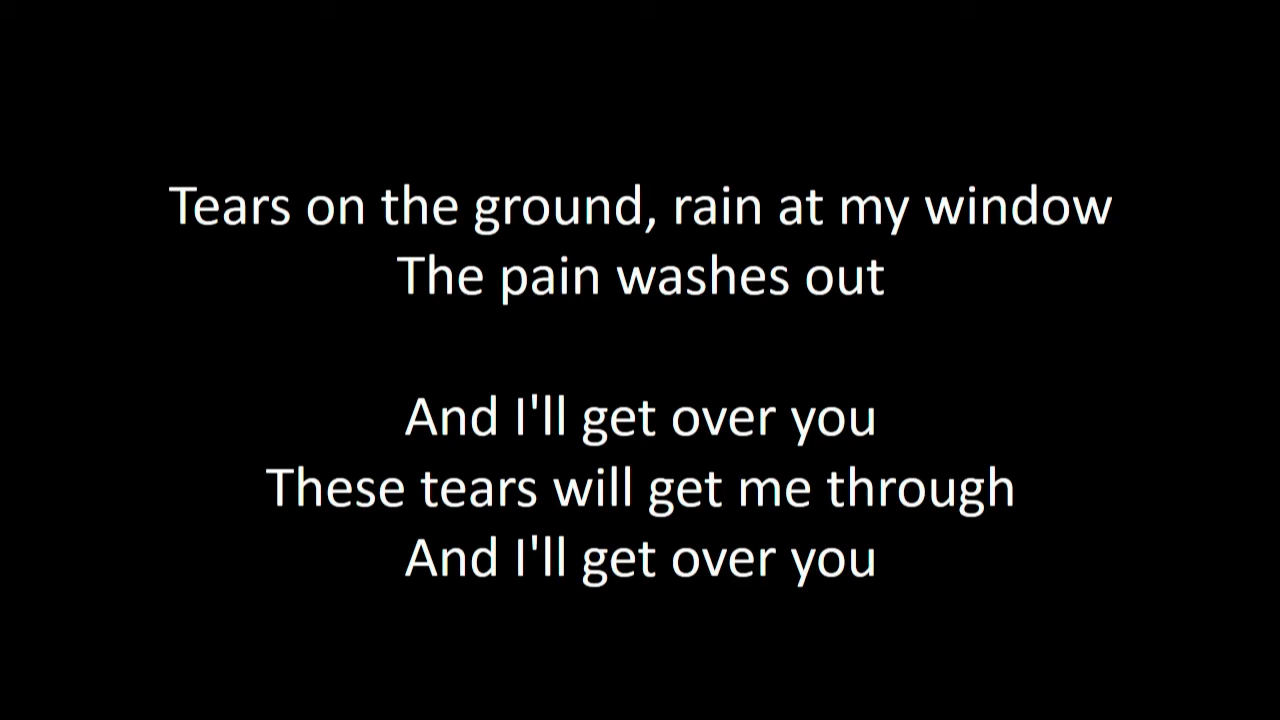 Tears on the ground, rain at my window
The pain washes out
And I'll get over you
These tears will get me through
And I'll get over you